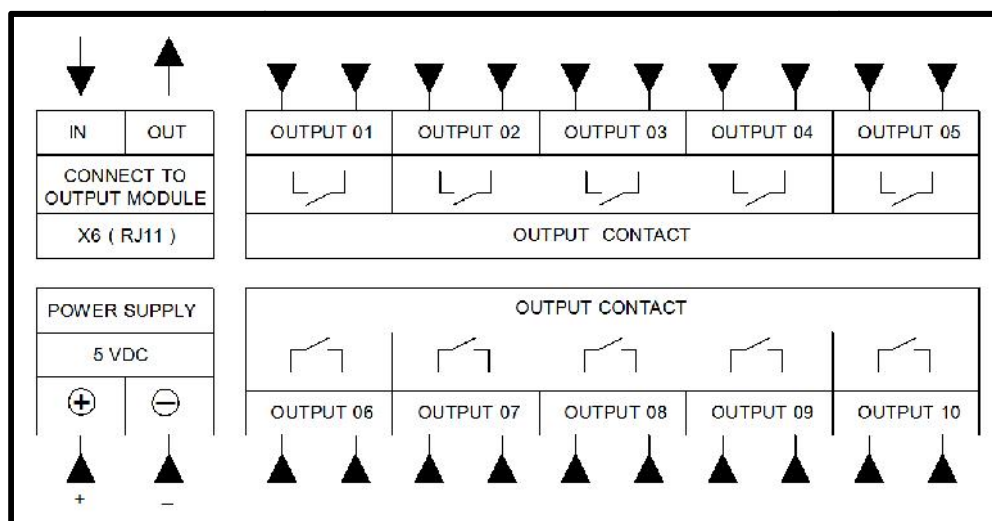 IN OUT
OUTPUT 01 OUTPUT 02 OUTPUT 03 OUTPUT 04 OUTPUT 05
CONNECT TO
OUTPUT MODULE
X6 ( RJ11 )
OUTPUT CONTACT
POWER SUPPLY
5 VDC
+ −
+ −
OUTPUT CONTACT
OUTPUT 06 OUTPUT 07 OUTPUT 08 OUTPUT 09 OUTPUT 10